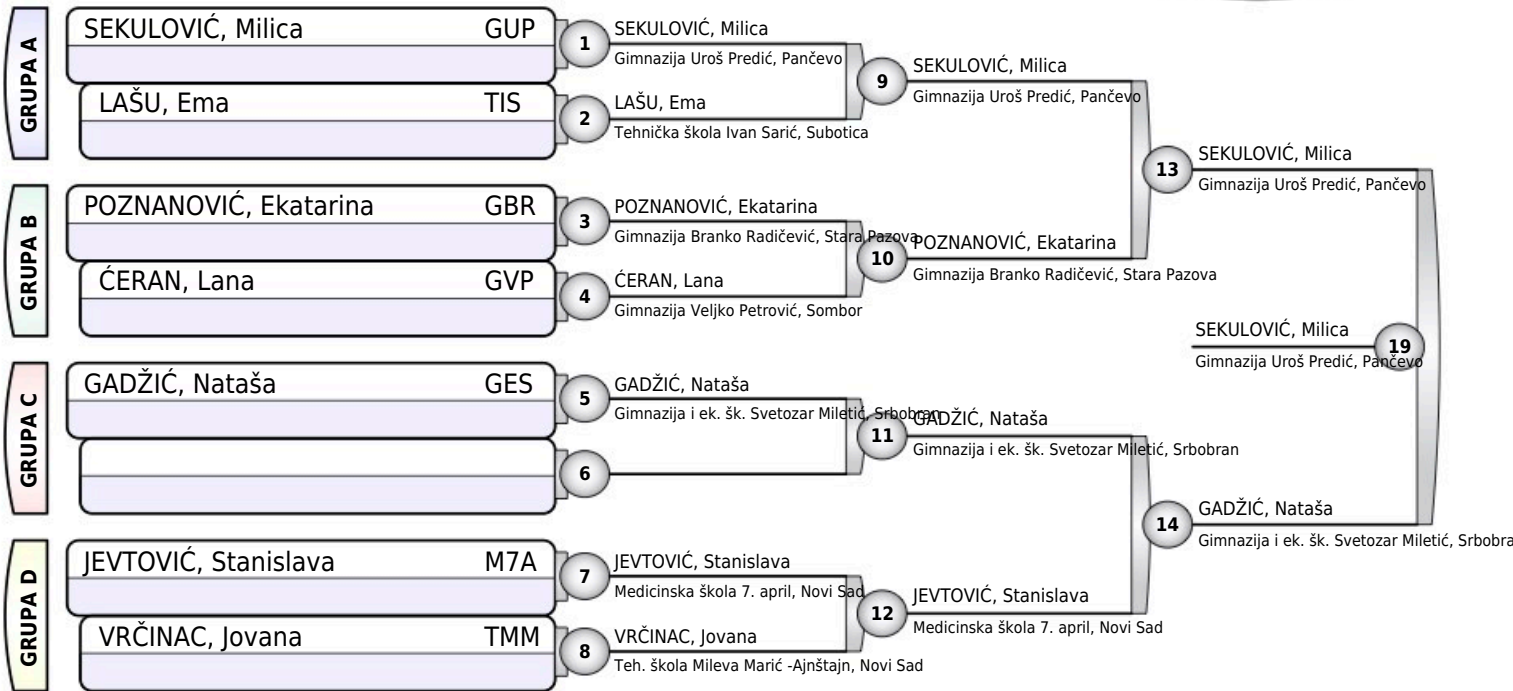 GRUPA A
SEKULOVIĆ, Milica GUP
LAŠU, Ema TIS
GRUPA B
POZNANOVIĆ, Ekatarina GBR
ĆERAN, Lana GVP
GRUPA C
GADŽIĆ, Nataša GES
GRUPA D
JEVTOVIĆ, Stanislava M7A
VRČINAC, Jovana TMM
1
SEKULOVIĆ, Milica
Gimnazija Uroš Predić, Pančevo
2
LAŠU, Ema
Tehnička škola Ivan Sarić, Subotica
3
POZNANOVIĆ, Ekatarina
Gimnazija Branko Radičević, Stara Pazova
4
ĆERAN, Lana
Gimnazija Veljko Petrović, Sombor
5
GADŽIĆ, Nataša
Gimnazija i ek. šk. Svetozar Miletić, Srbobran
6
7
JEVTOVIĆ, Stanislava
Medicinska škola 7. april, Novi Sad
8
VRČINAC, Jovana
Teh. škola Mileva Marić -Ajnštajn, Novi Sad
9
SEKULOVIĆ, Milica
Gimnazija Uroš Predić, Pančevo
10
POZNANOVIĆ, Ekatarina
Gimnazija Branko Radičević, Stara Pazova
11
GADŽIĆ, Nataša
Gimnazija i ek. šk. Svetozar Miletić, Srbobran
12
JEVTOVIĆ, Stanislava
Medicinska škola 7. april, Novi Sad
13
SEKULOVIĆ, Milica
Gimnazija Uroš Predić, Pančevo
14
GADŽIĆ, Nataša
Gimnazija i ek. šk. Svetozar Miletić, Srbobra
SEKULOVIĆ, Milica
19
Gimnazija Uroš Predić, Pančevo